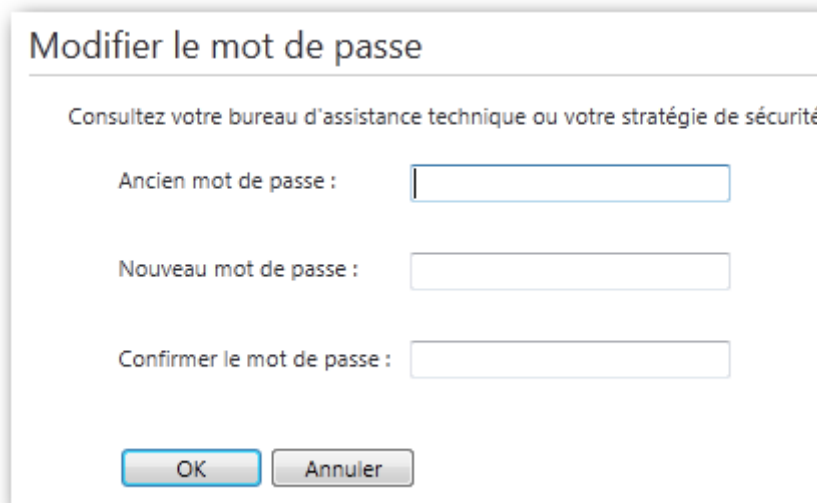 Modifier le mot de passe
Consultez votre bureau d'assistance technique ou votre stratégie de sécurité
Ancien mot de passe :
Nouveau mot de passe :
Confirmer le mot de passe :
OK Annuler